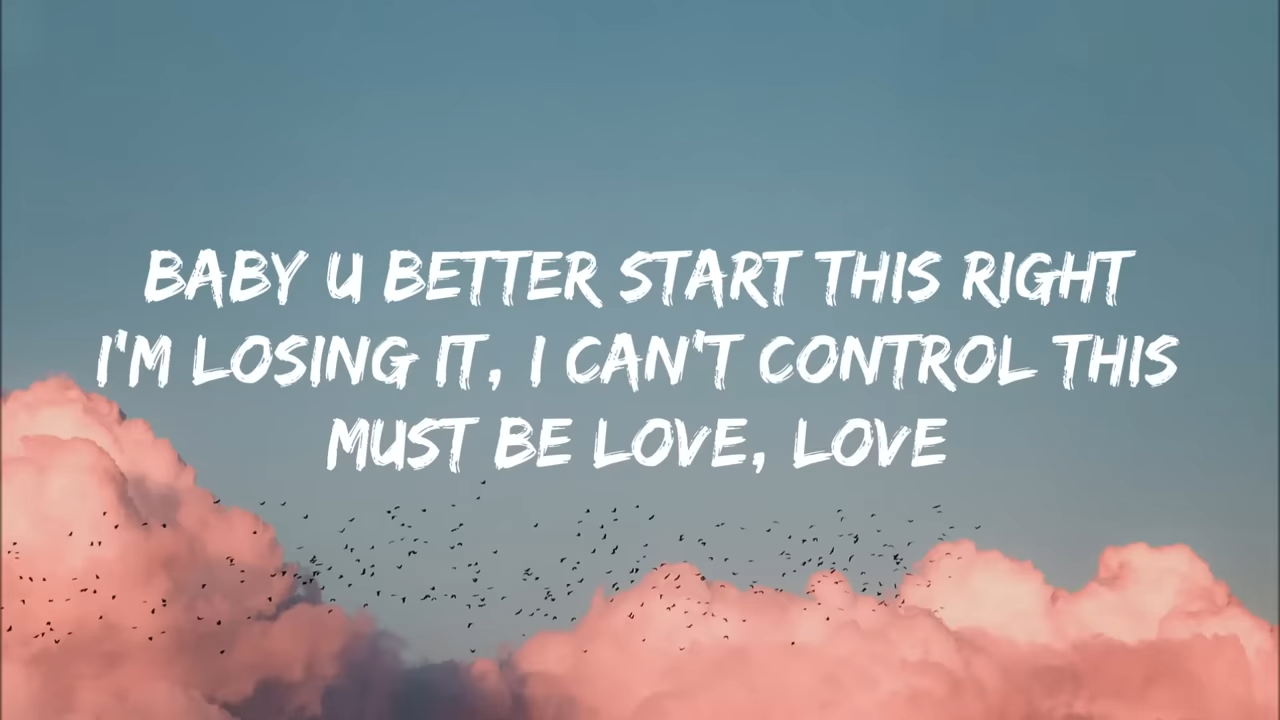 BABY U BETTER START THIS RIGHT
I'M LOSING IT, I CAN'T CONTROL THIS
MUST BE LOVE, LOVE